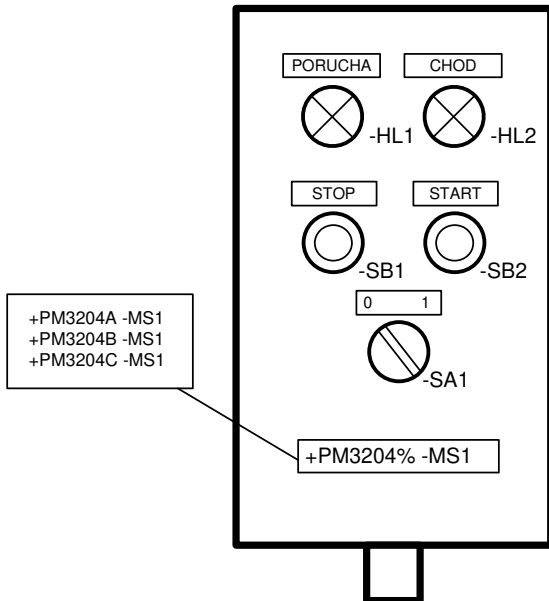 PORUCHA CHOD
-HL1 -HL2
STOP START
-SB1 -SB2
0 1
-SA1
+PM3204A -MS1
+PM3204B -MS1
+PM3204C -MS1
+PM3204% -MS1